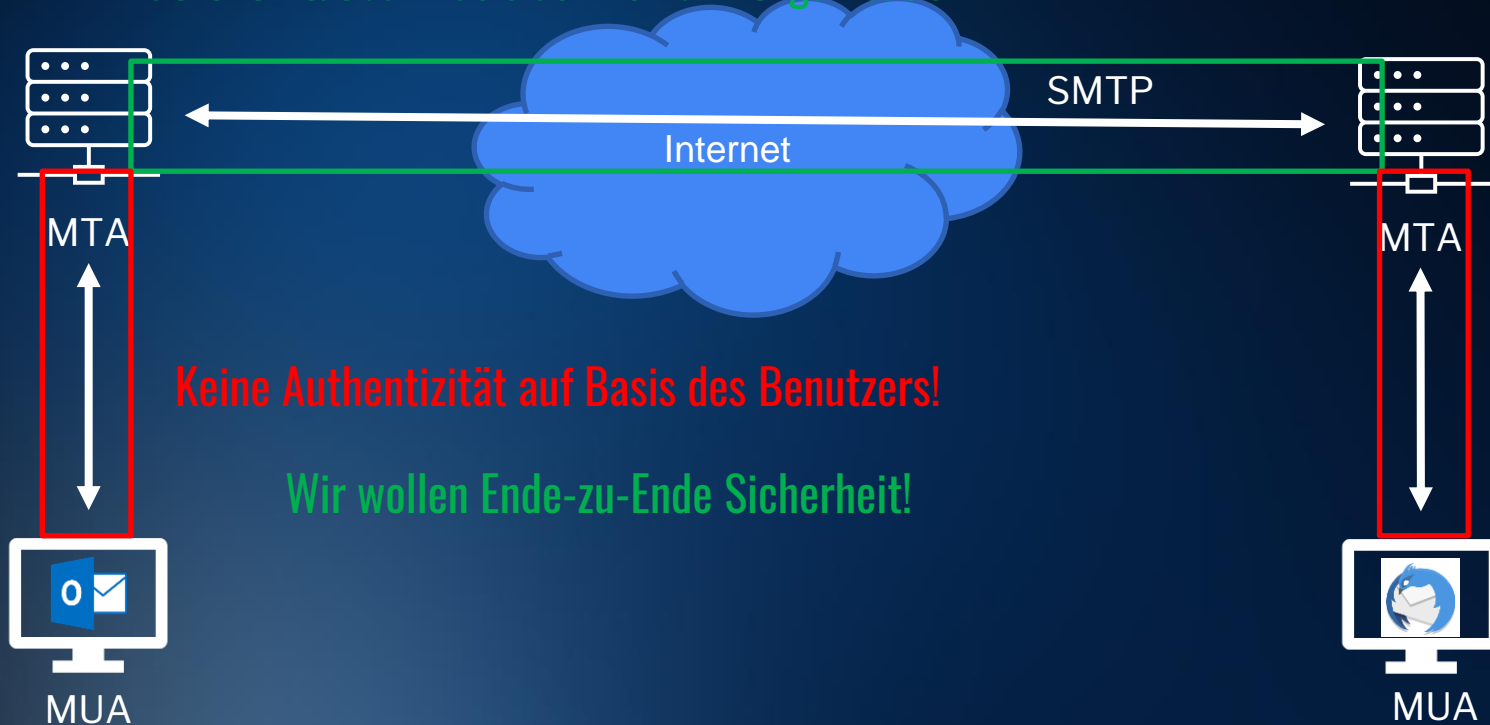 SMTP
Internet
MTA
MTA
Keine Authentizität auf Basis des Benutzers!
Wir wollen Ende-zu-Ende Sicherheit!
O
MUA
MUA